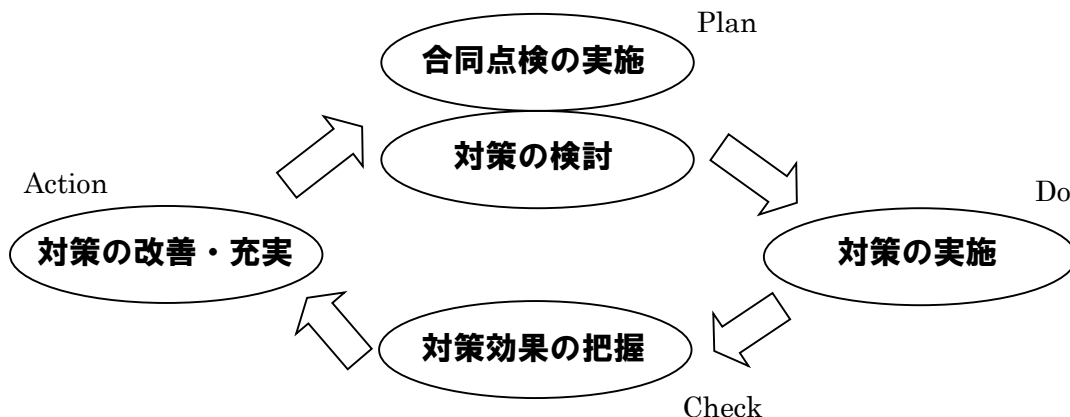 Plan
合同点検の実施
対策の検討
Action
Do
対策の改善・充実
対策の実施
対策効果の把握
Check